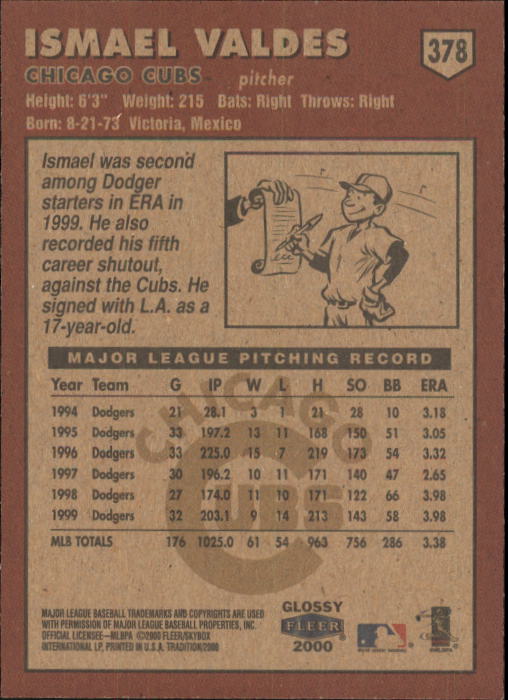 ISMAEL VALDES
378
CHICAGO CUBS pitcher
Height: 6'3" Weight: 215 Bats: Right Throws: Right
Born: 8-21-73 Victoria, Mexico
Ismael was second
among Dodger
starters in ERA in
1999. He also
recorded his fifth
career shutout,
against the Cubs. He
signed with L.A. as a
17-year-old.
MAJOR LEAGUE PITCHING RECORD
Year Team G IP W L H SO BB ERA
1994 Dodgers 21 28.1 3 1 21 28 10 3.18
1995 Dodgers 33 197.2 13 11 168 150 51 3.05
1996 Dodgers 33 225.0 15 7 219 173 54 3.32
1997 Dodgers 30 196.2 10 11 171 140 47 2.65
1998 Dodgers 27 174.0 11 10 171 122 66 3.98
1999 Dodgers 32 203.1 9 14 213 143 58 3.98
MLB TOTALS 176 1025.0 61 54 963 756 286 3.38
CHICAGO
CUBS
MAJOR LEAGUE BASEBALL TRADEMARKS AND COPYRIGHTS ARE USED
WITH PERMISSION OF MAJOR LEAGUE BASEBALL PROPERTIES, INC.
OFFICIAL LICENSEE-MLBPA ©2000 FLEER/SKYBOX
INTERNATIONAL LP, PRINTED IN U.S.A. TRADITION/2000
GLOSSY
FLEER
2000